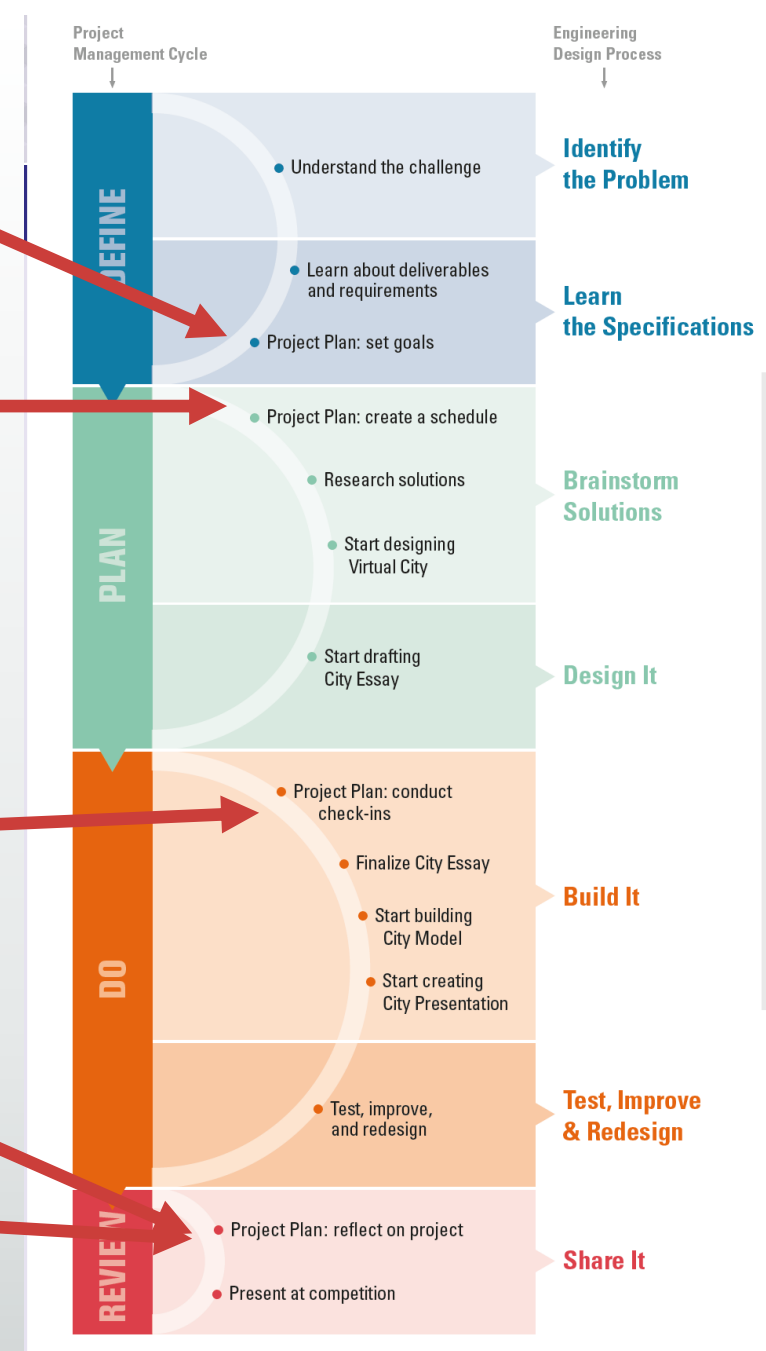 Project
Management Cycle
Engineering
Design Process
DEFINE
Understand the challenge
Identify
the Problem
Learn about deliverables
and requirements
Project Plan: set goals
Learn
the Specifications
PLAN
Project Plan: create a schedule
Research solutions
Start designing
Virtual City
Brainstorm
Solutions
Start drafting
City Essay
Design It
DO
Project Plan: conduct
check-ins
Finalize City Essay
Start building
City Model
Start creating
City Presentation
Build It
Test, improve,
and redesign
Test, Improve
& Redesign
REVIEW
Project Plan: reflect on project
Present at competition
Share It